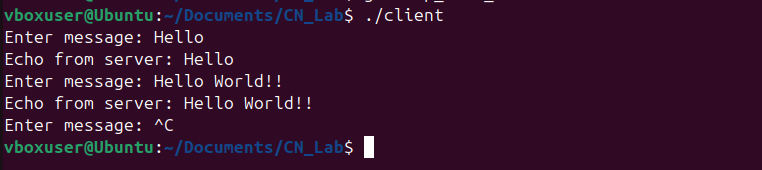 vboxuser@Ubuntu:~/Documents/CN_Lab$ ./client
Enter message: Hello
Echo from server: Hello
Enter message: Hello World!!
Echo from server: Hello World!!
Enter message: ^C
vboxuser@Ubuntu:~/Documents/CN_Lab$